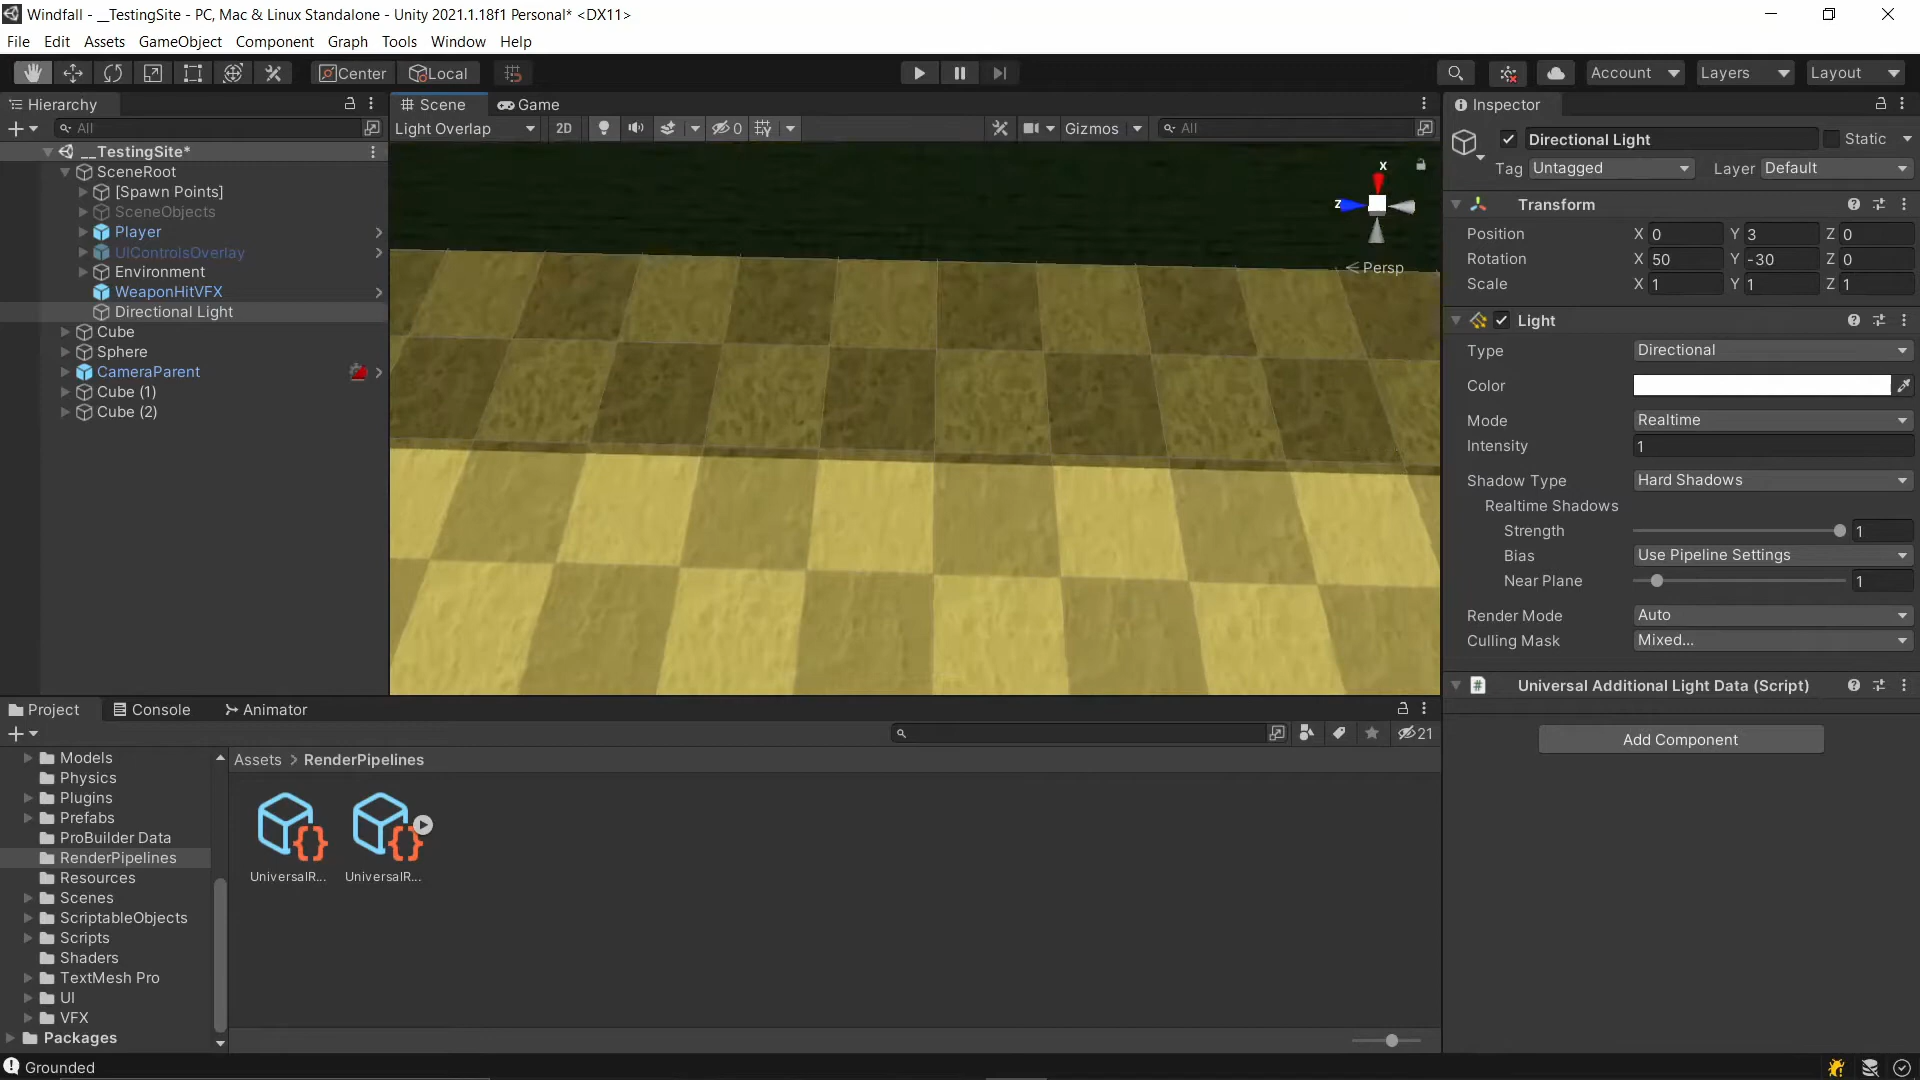 Windfall - __TestingSite - PC, Mac & Linux Standalone - Unity 2021.1.18f1 Personal* <DX11>
File Edit Assets GameObject Component Graph Tools Window Help
Center Local Account Layers Layout
Hierarchy
All
__TestingSite*
SceneRoot
[Spawn Points]
SceneObjects
Player
UIControlsOverlay
Environment
WeaponHitVFX
Directional Light
Cube
Sphere
CameraParent
Cube (1)
Cube (2)
Scene Game
Light Overlap 2D 0 Gizmos All
x
z
Persp
Inspector
Directional Light Static
Tag Untagged Layer Default
Transform
Position X 0 Y 3 Z 0
Rotation X 50 Y -30 Z 0
Scale X 1 Y 1 Z 1
Light
Type Directional
Color
Mode Realtime
Intensity 1
Shadow Type Hard Shadows
Realtime Shadows
Strength 1
Bias Use Pipeline Settings
Near Plane 1
Render Mode Auto
Culling Mask Mixed...
# Universal Additional Light Data (Script)
Add Component
Project Console Animator
21
Models
Physics
Plugins
Prefabs
ProBuilder Data
RenderPipelines
Resources
Scenes
ScriptableObjects
Scripts
Shaders
TextMesh Pro
UI
VFX
Packages
Assets > RenderPipelines
UniversalR... UniversalR...
Grounded